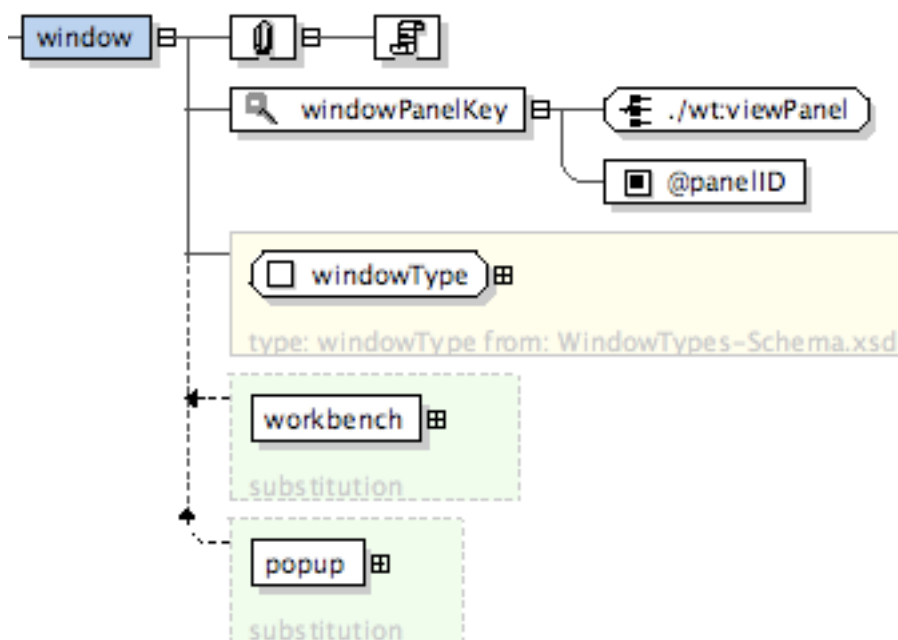 window
windowPanelKey
./wt:viewPanel
@panelID
windowType
type: windowType from: WindowTypes-Schema.xsd
workbench
substitution
popup
substitution